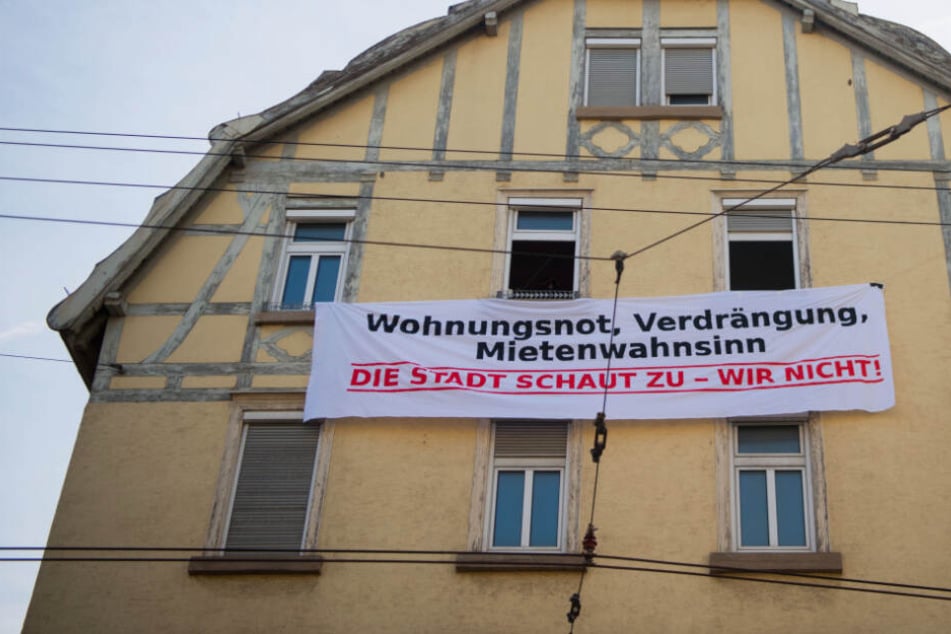 Wohnungsnot, Verdrängung,
Mietenwahnsinn
DIE STADT SCHAUT ZU – WIR NICHT!